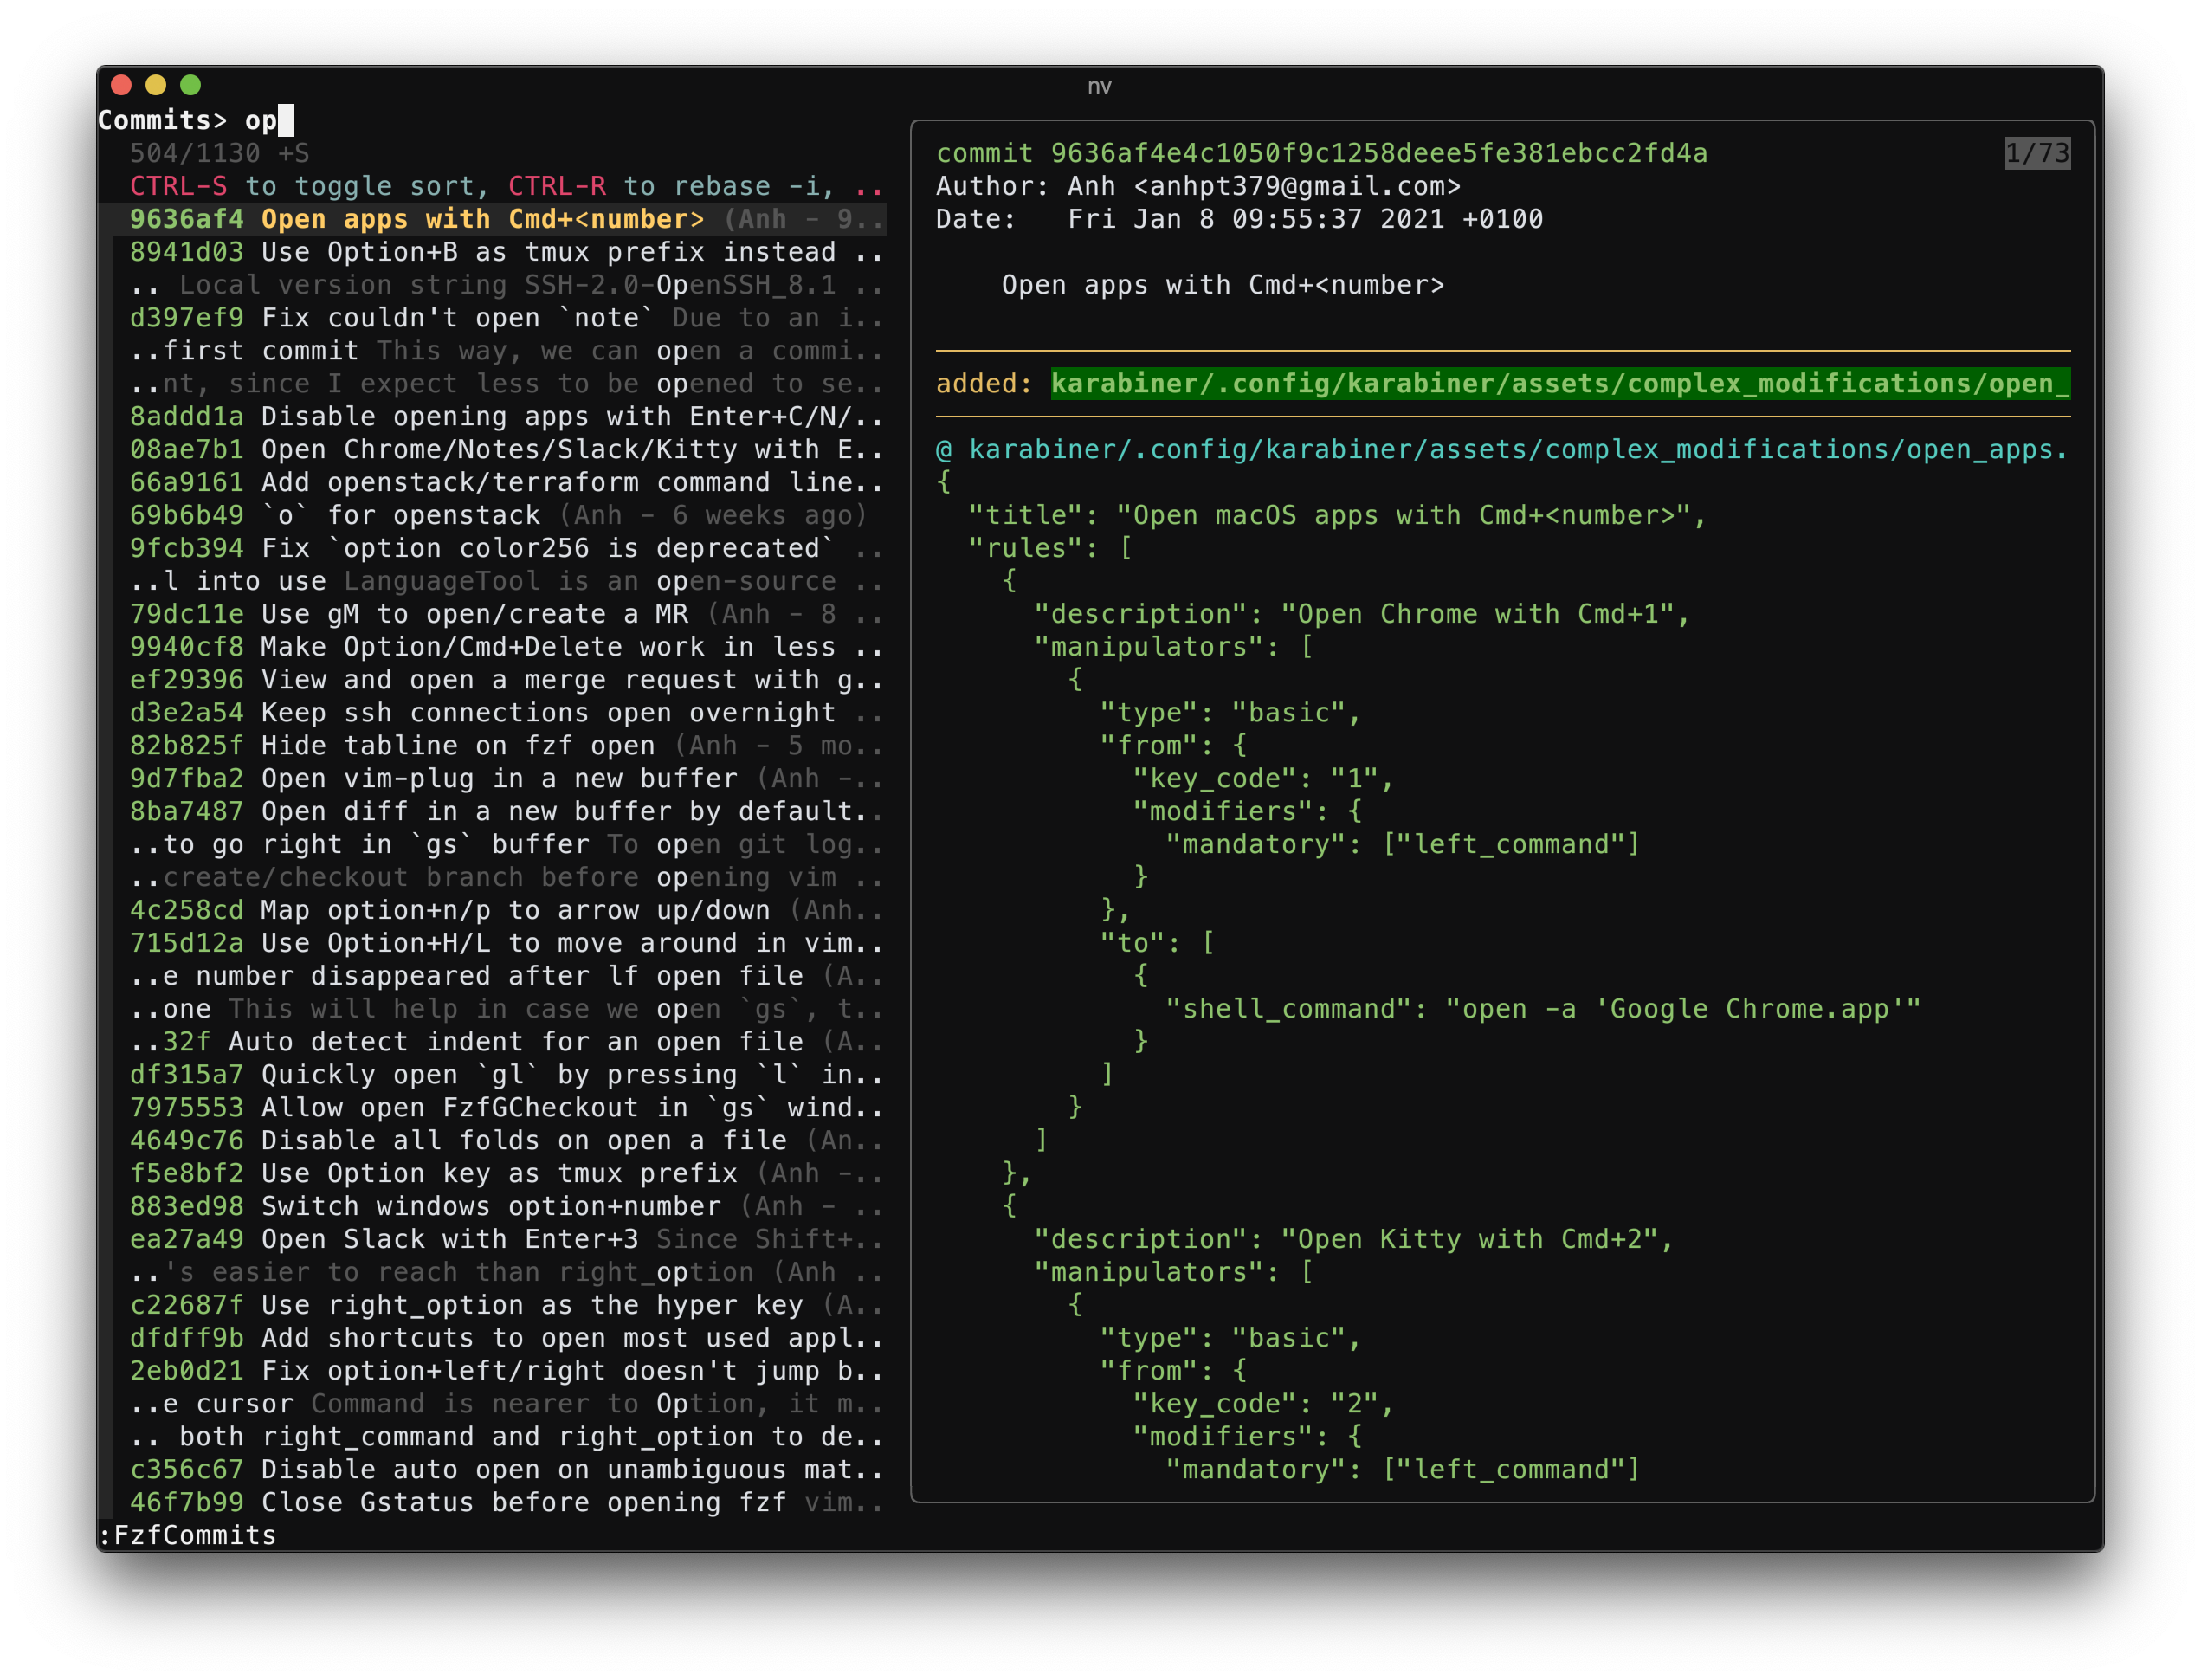 nv
Commits> op
504/1130 +S
CTRL-S to toggle sort, CTRL-R to rebase -i, ..
9636af4 Open apps with Cmd+<number> (Anh - 9..
8941d03 Use Option+B as tmux prefix instead ..
.. Local version string SSH-2.0-OpenSSH_8.1 ..
d397ef9 Fix couldn't open `note` Due to an i..
..first commit This way, we can open a commi..
..nt, since I expect less to be opened to se..
8addd1a Disable opening apps with Enter+C/N/..
08ae7b1 Open Chrome/Notes/Slack/Kitty with E..
66a9161 Add openstack/terraform command line..
69b6b49 `o` for openstack (Anh - 6 weeks ago)
9fcb394 Fix `option color256 is deprecated` ..
..l into use LanguageTool is an open-source ..
79dc11e Use gM to open/create a MR (Anh - 8 ..
9940cf8 Make Option/Cmd+Delete work in less ..
ef29396 View and open a merge request with g..
d3e2a54 Keep ssh connections open overnight ..
82b825f Hide tabline on fzf open (Anh - 5 mo..
9d7fba2 Open vim-plug in a new buffer (Anh -..
8ba7487 Open diff in a new buffer by default..
..to go right in `gs` buffer To open git log..
..create/checkout branch before opening vim ..
4c258cd Map option+n/p to arrow up/down (Anh..
715d12a Use Option+H/L to move around in vim..
..e number disappeared after lf open file (A..
..one This will help in case we open `gs`, t..
..32f Auto detect indent for an open file (A..
df315a7 Quickly open `gl` by pressing `l` in..
7975553 Allow open FzfGCheckout in `gs` wind..
4649c76 Disable all folds on open a file (An..
f5e8bf2 Use Option key as tmux prefix (Anh -..
883ed98 Switch windows option+number (Anh - ..
ea27a49 Open Slack with Enter+3 Since Shift+..
..'s easier to reach than right_option (Anh ..
c22687f Use right_option as the hyper key (A..
dfdff9b Add shortcuts to open most used appl..
2eb0d21 Fix option+left/right doesn't jump b..
..e cursor Command is nearer to Option, it m..
.. both right_command and right_option to de..
c356c67 Disable auto open on unambiguous mat..
46f7b99 Close Gstatus before opening fzf vim..
:FzfCommits
commit 9636af4e4c1050f9c1258deee5fe381ebcc2fd4a 1/73
Author: Anh <anhpt379@gmail.com>
Date:   Fri Jan 8 09:55:37 2021 +0100
Open apps with Cmd+<number>
added: karabiner/.config/karabiner/assets/complex_modifications/open_
@ karabiner/.config/karabiner/assets/complex_modifications/open_apps.
{
"title": "Open macOS apps with Cmd+<number>",
"rules": [
{
"description": "Open Chrome with Cmd+1",
"manipulators": [
{
"type": "basic",
"from": {
"key_code": "1",
"modifiers": {
"mandatory": ["left_command"]
}
},
"to": [
{
"shell_command": "open -a 'Google Chrome.app'"
}
]
}
]
},
{
"description": "Open Kitty with Cmd+2",
"manipulators": [
{
"type": "basic",
"from": {
"key_code": "2",
"modifiers": {
"mandatory": ["left_command"]